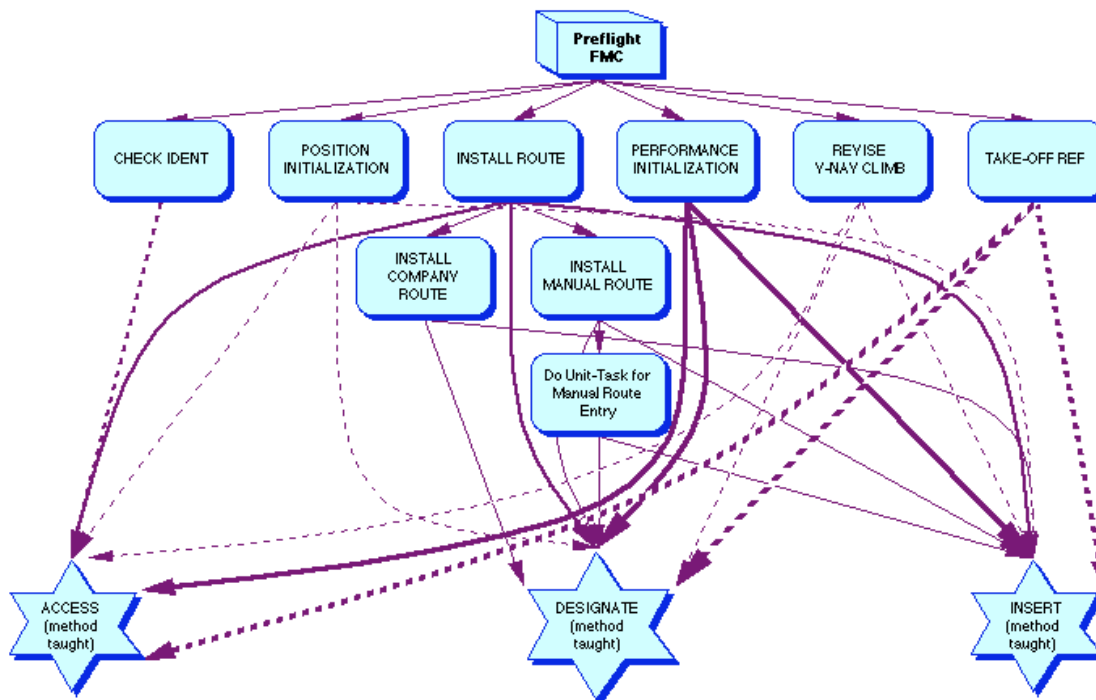 Preflight
FMC
CHECK IDENT
POSITION
INITIALIZATION
INSTALL ROUTE
PERFORMANCE
INITIALIZATION
REVISE
V-NAV CLIMB
TAKE-OFF REF
INSTALL
COMPANY
ROUTE
INSTALL
MANUAL ROUTE
Do Unit-Task for
Manual Route
Entry
ACCESS
(method
taught)
DESIGNATE
(method
taught)
INSERT
(method
taught)